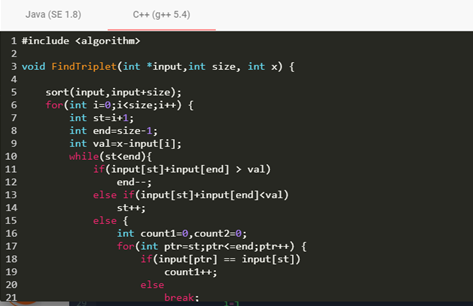 Java (SE 1.8) C++ (g++ 5.4)
1 #include <algorithm>
2
3 void FindTriplet(int *input,int size, int x) {
4
5 sort(input,input+size);
6 for(int i=0;i<size;i++) {
7 int st=i+1;
8 int end=size-1;
9 int val=x-input[i];
10 while(st<end){
11 if(input[st]+input[end] > val)
12 end--;
13 else if(input[st]+input[end]<val)
14 st++;
15 else {
16 int count1=0,count2=0;
17 for(int ptr=st;ptr<=end;ptr++) {
18 if(input[ptr] == input[st])
19 count1++;
20 else
21 break;